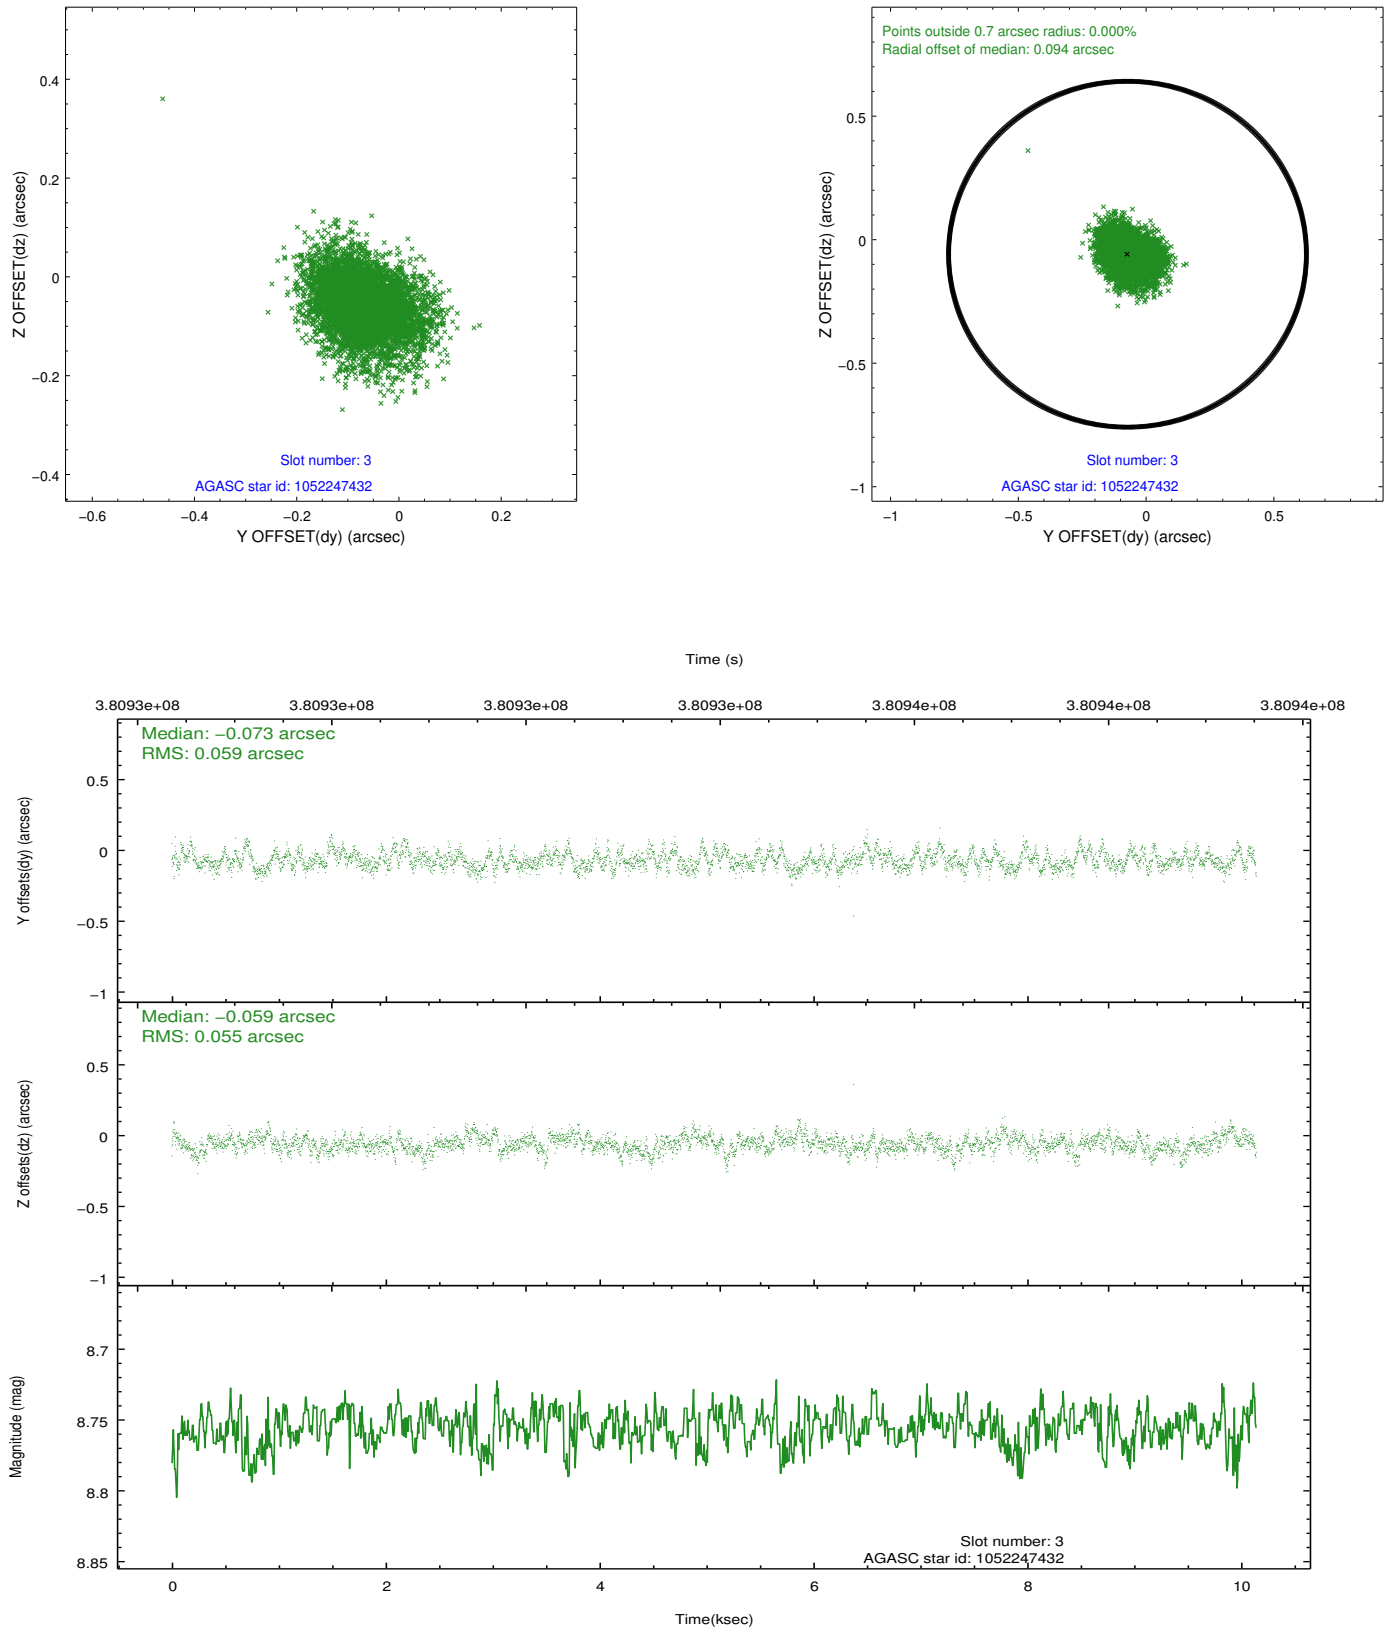 0.4
0.2
0
−0.2
−0.4
Z OFFSET(dz) (arcsec)
Slot number: 3
AGASC star id: 1052247432
−0.6
−0.4
−0.2
0
0.2
Y OFFSET(dy) (arcsec)
Points outside 0.7 arcsec radius: 0.000%
Radial offset of median: 0.094 arcsec
0.5
0
−0.5
−1
Z OFFSET(dz) (arcsec)
Slot number: 3
AGASC star id: 1052247432
−1
−0.5
0
0.5
Y OFFSET(dy) (arcsec)
Time (s)
3.8093e+08
3.8093e+08
3.8093e+08
3.8093e+08
3.8094e+08
3.8094e+08
3.8094e+08
Median: −0.073 arcsec
RMS: 0.059 arcsec
0.5
0
−0.5
−1
Y offsets(dy) (arcsec)
Median: −0.059 arcsec
RMS: 0.055 arcsec
0.5
0
−0.5
−1
Z offsets(dz) (arcsec)
8.7
8.75
8.8
8.85
Magnitude (mag)
Slot number: 3
AGASC star id: 1052247432
0
2
4
6
8
10
Time(ksec)